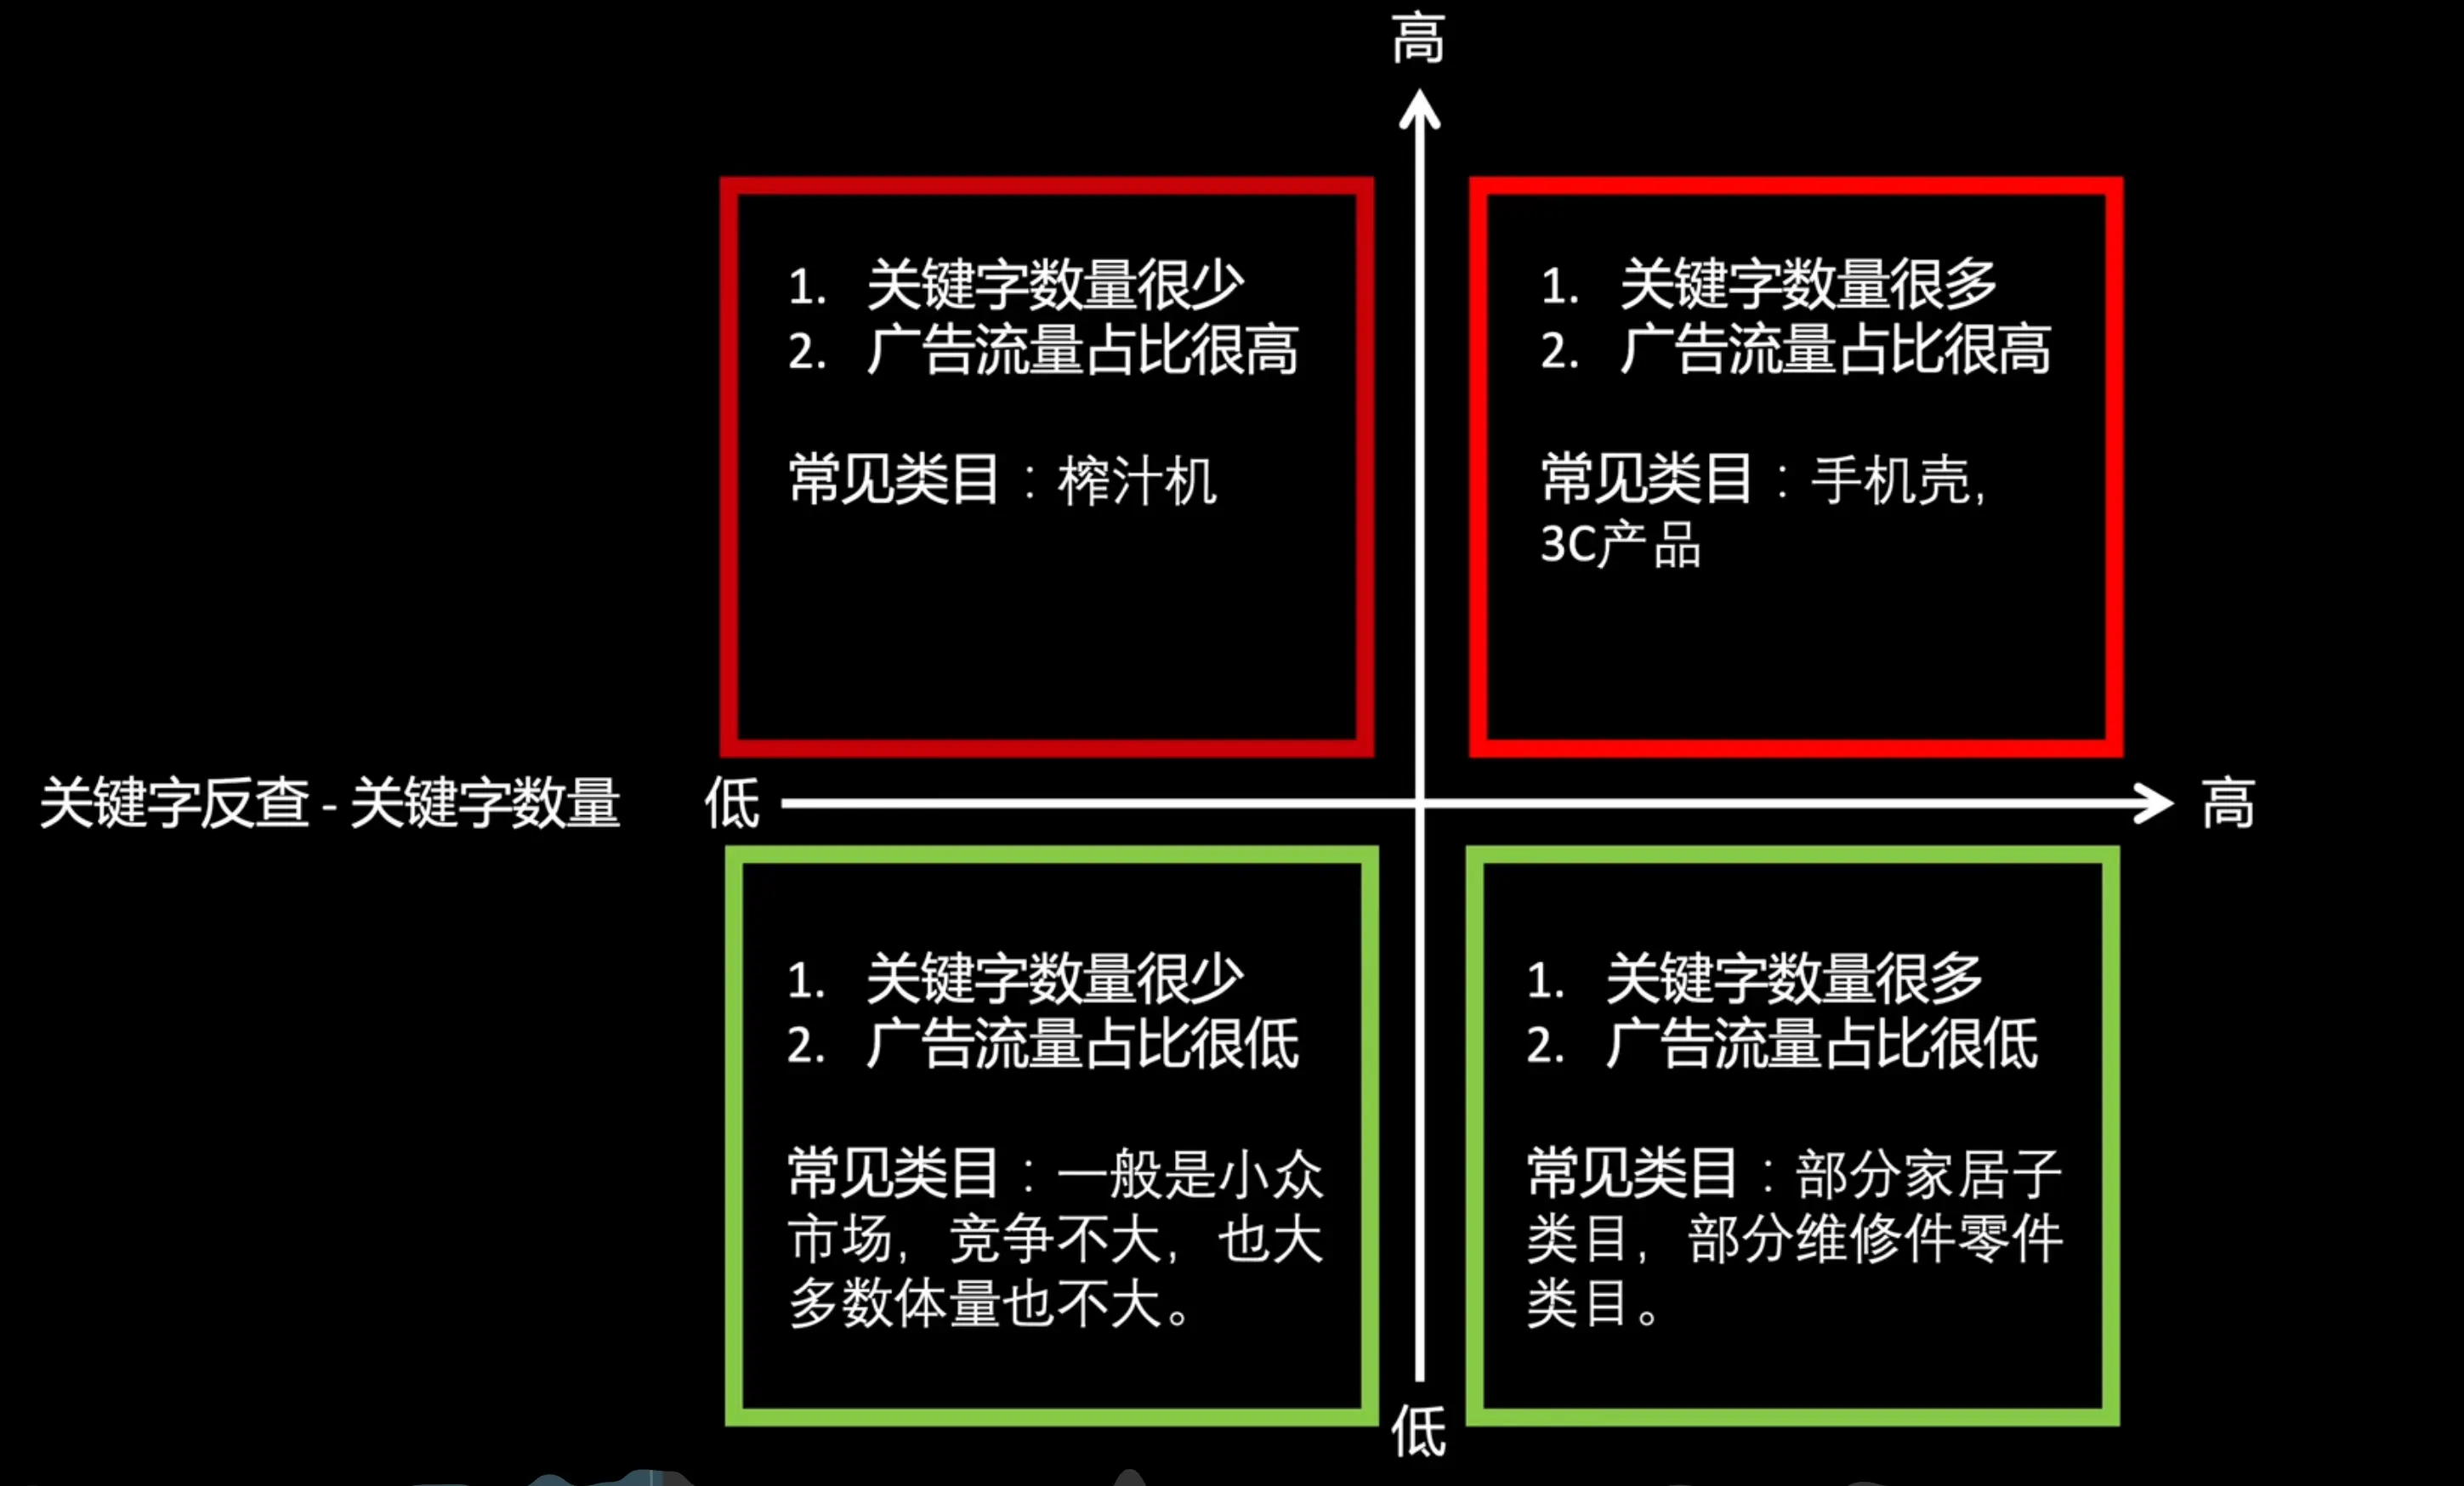 高
1. 关键字数量很少
2. 广告流量占比很高
常见类目：榨汁机
1. 关键字数量很多
2. 广告流量占比很高
常见类目：手机壳,
3C产品
关键字反查 - 关键字数量
低
高
1. 关键字数量很少
2. 广告流量占比很低
常见类目：一般是小众
市场, 竞争不大, 也大
多数体量也不大。
1. 关键字数量很多
2. 广告流量占比很低
常见类目：部分家居子
类目, 部分维修件零件
类目。
低